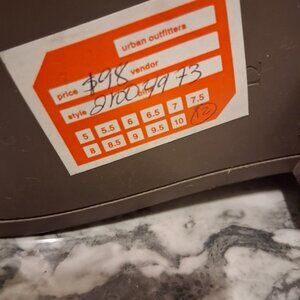 urban outfitters
price $98 vendor
style 21003973
5 5.5 6 6.5 7 7.5
8 8.5 9 9.5 10